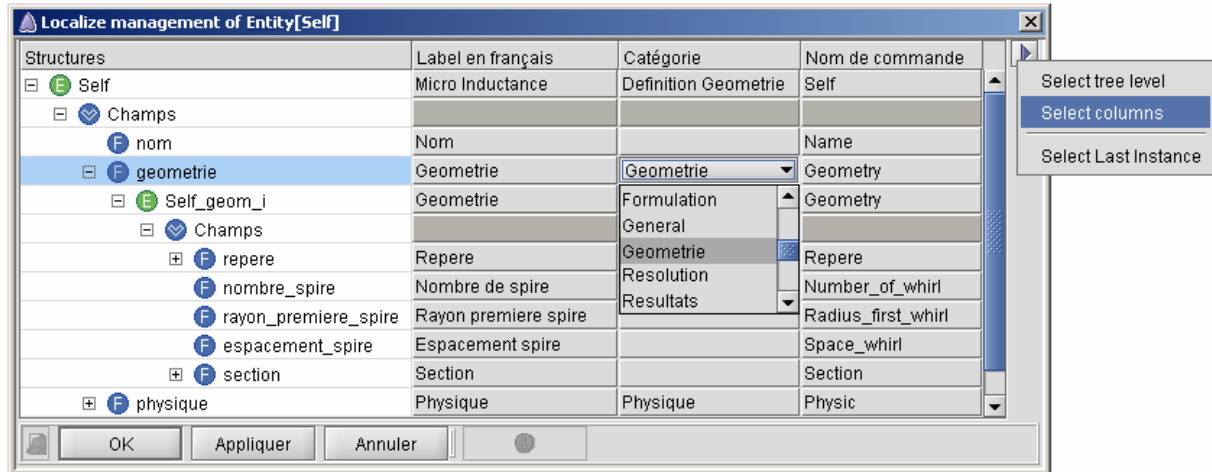 Localize management of Entity[Self]
Structures Label en français Catégorie Nom de commande
Self Micro Inductance Definition Geometrie Self
Champs
nom Nom Name
geometrie Geometrie Geometrie Geometry
Self_geom_i Geometrie Formulation Geometry
Champs General
repere Repere Geometrie Repere
nombre_spire Nombre de spire Resolution Number_of_whirl
rayon_premiere_spire Rayon premiere spire Resultats Radius_first_whirl
espacement_spire Espacement spire Space_whirl
section Section Section
physique Physique Physique Physic
OK Appliquer Annuler
Select tree level
Select columns
Select Last Instance